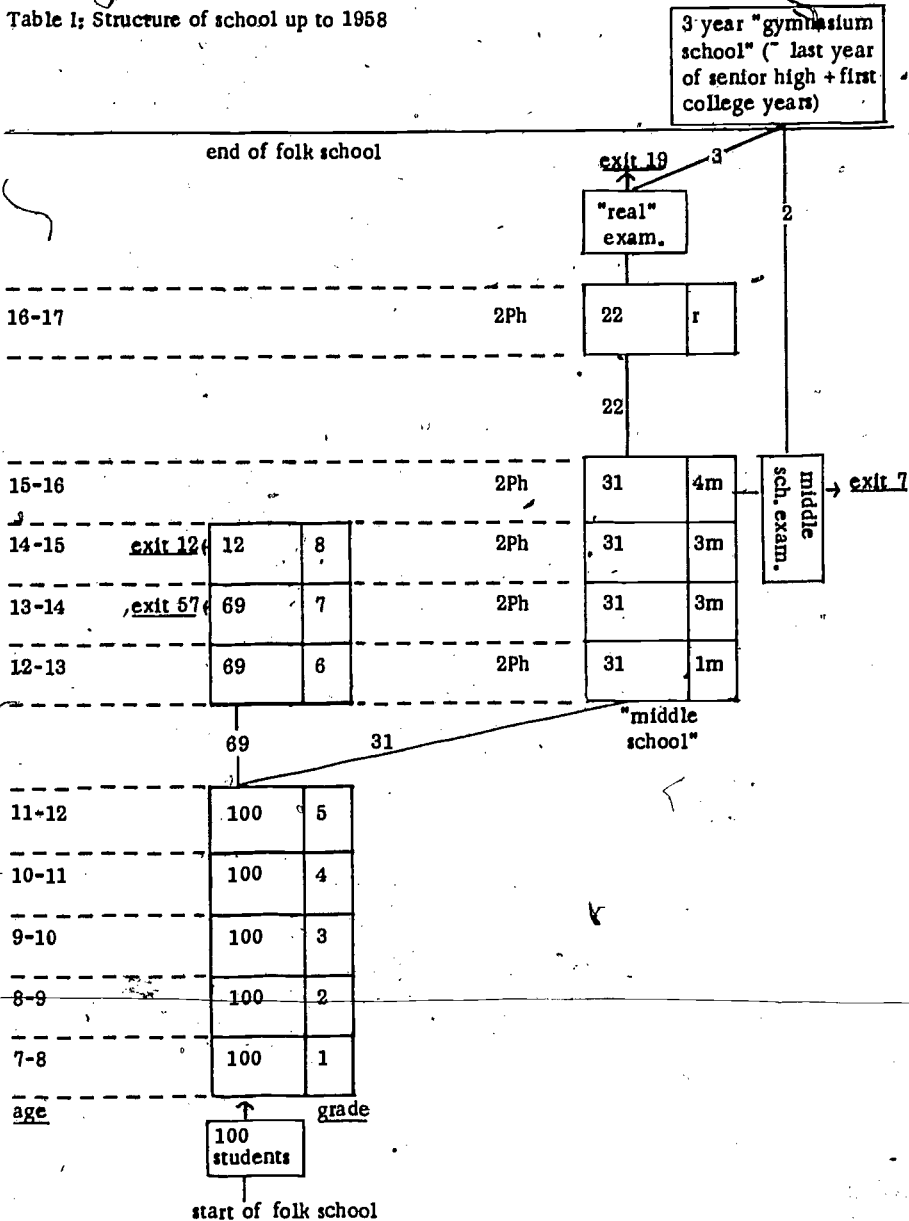 Table I: Structure of school up to 1958
3 year "gymnasium
school" (~ last year
of senior high + first
college years)
end of folk school
exit 19
3
"real"
exam.
2
16-17 2Ph 22 r
22
15-16 2Ph 31 4m middle sch. exam. exit 7
14-15 exit 12 12 8 2Ph 31 3m
13-14 exit 57 69 7 2Ph 31 3m
12-13 69 6 2Ph 31 1m
"middle
school"
69 31
11-12 100 5
10-11 100 4
9-10 100 3
8-9 100 2
7-8 100 1
age grade
100
students
start of folk school